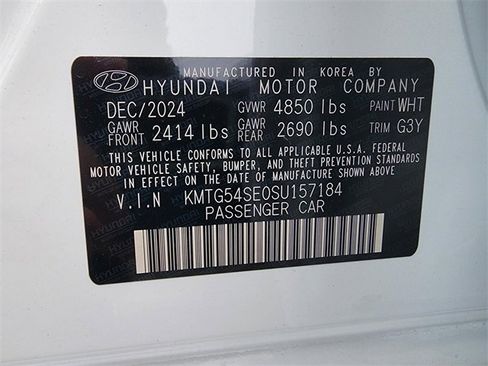 MANUFACTURED IN KOREA BY
HYUNDAI MOTOR COMPANY
DEC/2024 GVWR 4850 lbs PAINT WHT
GAWR FRONT 2414 lbs GAWR REAR 2690 lbs TRIM G3Y
THIS VEHICLE CONFORMS TO ALL APPLICABLE U.S.A. FEDERAL
MOTOR VEHICLE SAFETY, BUMPER, AND THEFT PREVENTION STANDARDS
IN EFFECT ON THE DATE OF MANUFACTURE SHOWN ABOVE.
V.I.N KMTG54SE0SU157184
PASSENGER CAR